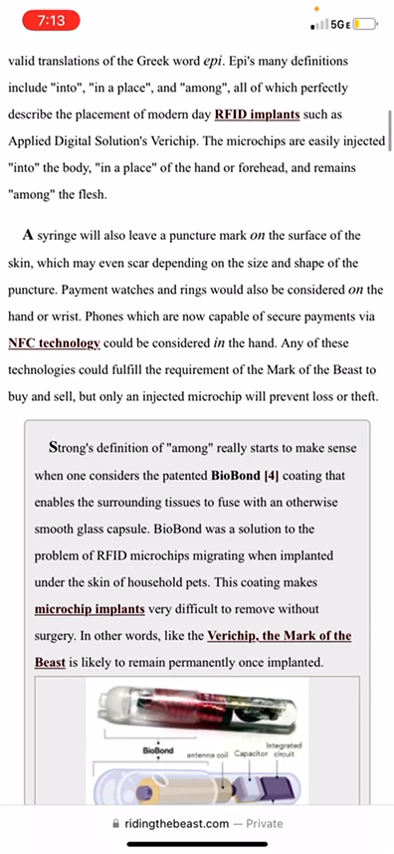 7:13
5GE
valid translations of the Greek word epi. Epi's many definitions
include "into", "in a place", and "among", all of which perfectly
describe the placement of modern day RFID implants such as
Applied Digital Solution's Verichip. The microchips are easily injected
"into" the body, "in a place" of the hand or forehead, and remains
"among" the flesh.
A syringe will also leave a puncture mark on the surface of the
skin, which may even scar depending on the size and shape of the
puncture. Payment watches and rings would also be considered on the
hand or wrist. Phones which are now capable of secure payments via
NFC technology could be considered in the hand. Any of these
technologies could fulfill the requirement of the Mark of the Beast to
buy and sell, but only an injected microchip will prevent loss or theft.
Strong's definition of "among" really starts to make sense
when one considers the patented BioBond [4] coating that
enables the surrounding tissues to fuse with an otherwise
smooth glass capsule. BioBond was a solution to the
problem of RFID microchips migrating when implanted
under the skin of household pets. This coating makes
microchip implants very difficult to remove without
surgery. In other words, like the Verichip, the Mark of the
Beast is likely to remain permanently once implanted.
BioBond
antenna coil
Capacitor
Integrated
circuit
ridingthebeast.com — Private